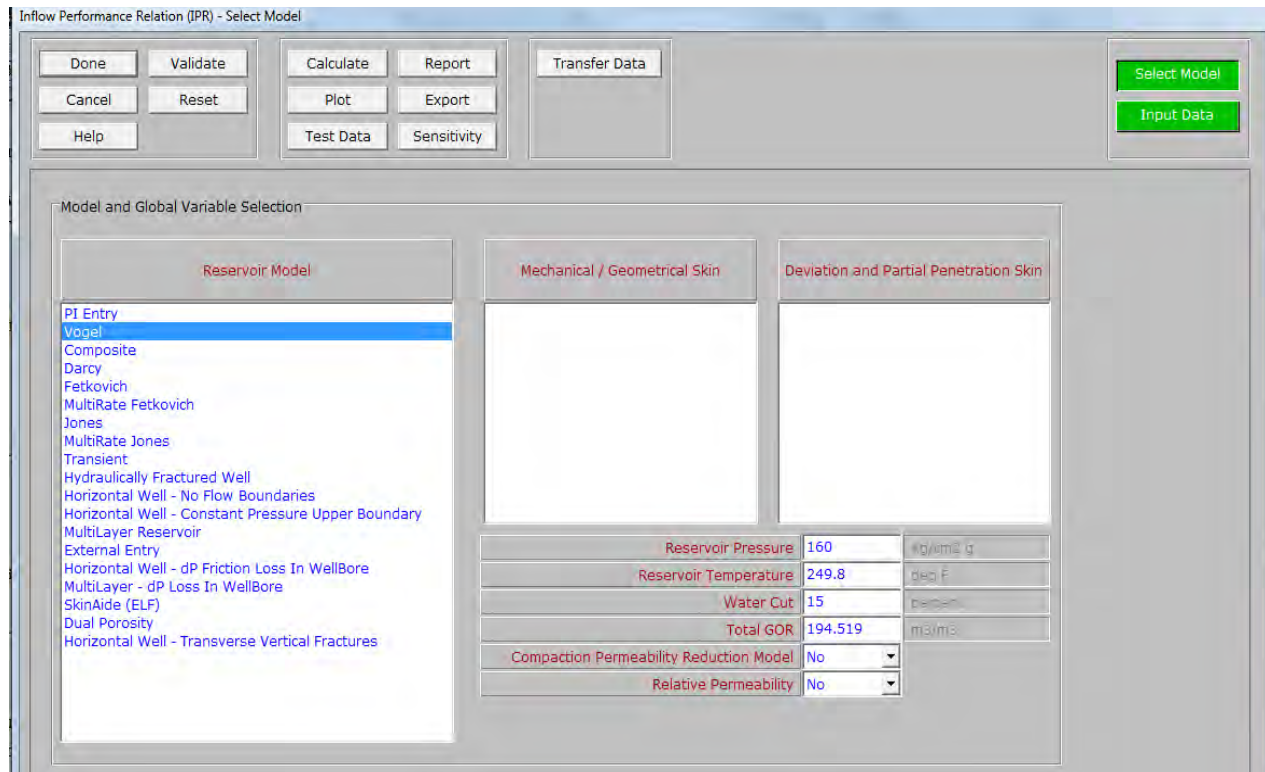 Inflow Performance Relation (IPR) - Select Model
Done Validate Calculate Report Transfer Data Select Model
Cancel Reset Plot Export Input Data
Help Test Data Sensitivity
Model and Global Variable Selection
Reservoir Model Mechanical / Geometrical Skin Deviation and Partial Penetration Skin
PI Entry
Vogel
Composite
Darcy
Fetkovich
MultiRate Fetkovich
Jones
MultiRate Jones
Transient
Hydraulically Fractured Well
Horizontal Well - No Flow Boundaries
Horizontal Well - Constant Pressure Upper Boundary
MultiLayer Reservoir
External Entry
Horizontal Well - dP Friction Loss In WellBore
MultiLayer - dP Loss In WellBore
SkinAide (ELF)
Dual Porosity
Horizontal Well - Transverse Vertical Fractures
Reservoir Pressure 160 Kg/cm2 g
Reservoir Temperature 249.8 deg F
Water Cut 15 percent
Total GOR 194.519 m3/m3
Compaction Permeability Reduction Model No
Relative Permeability No